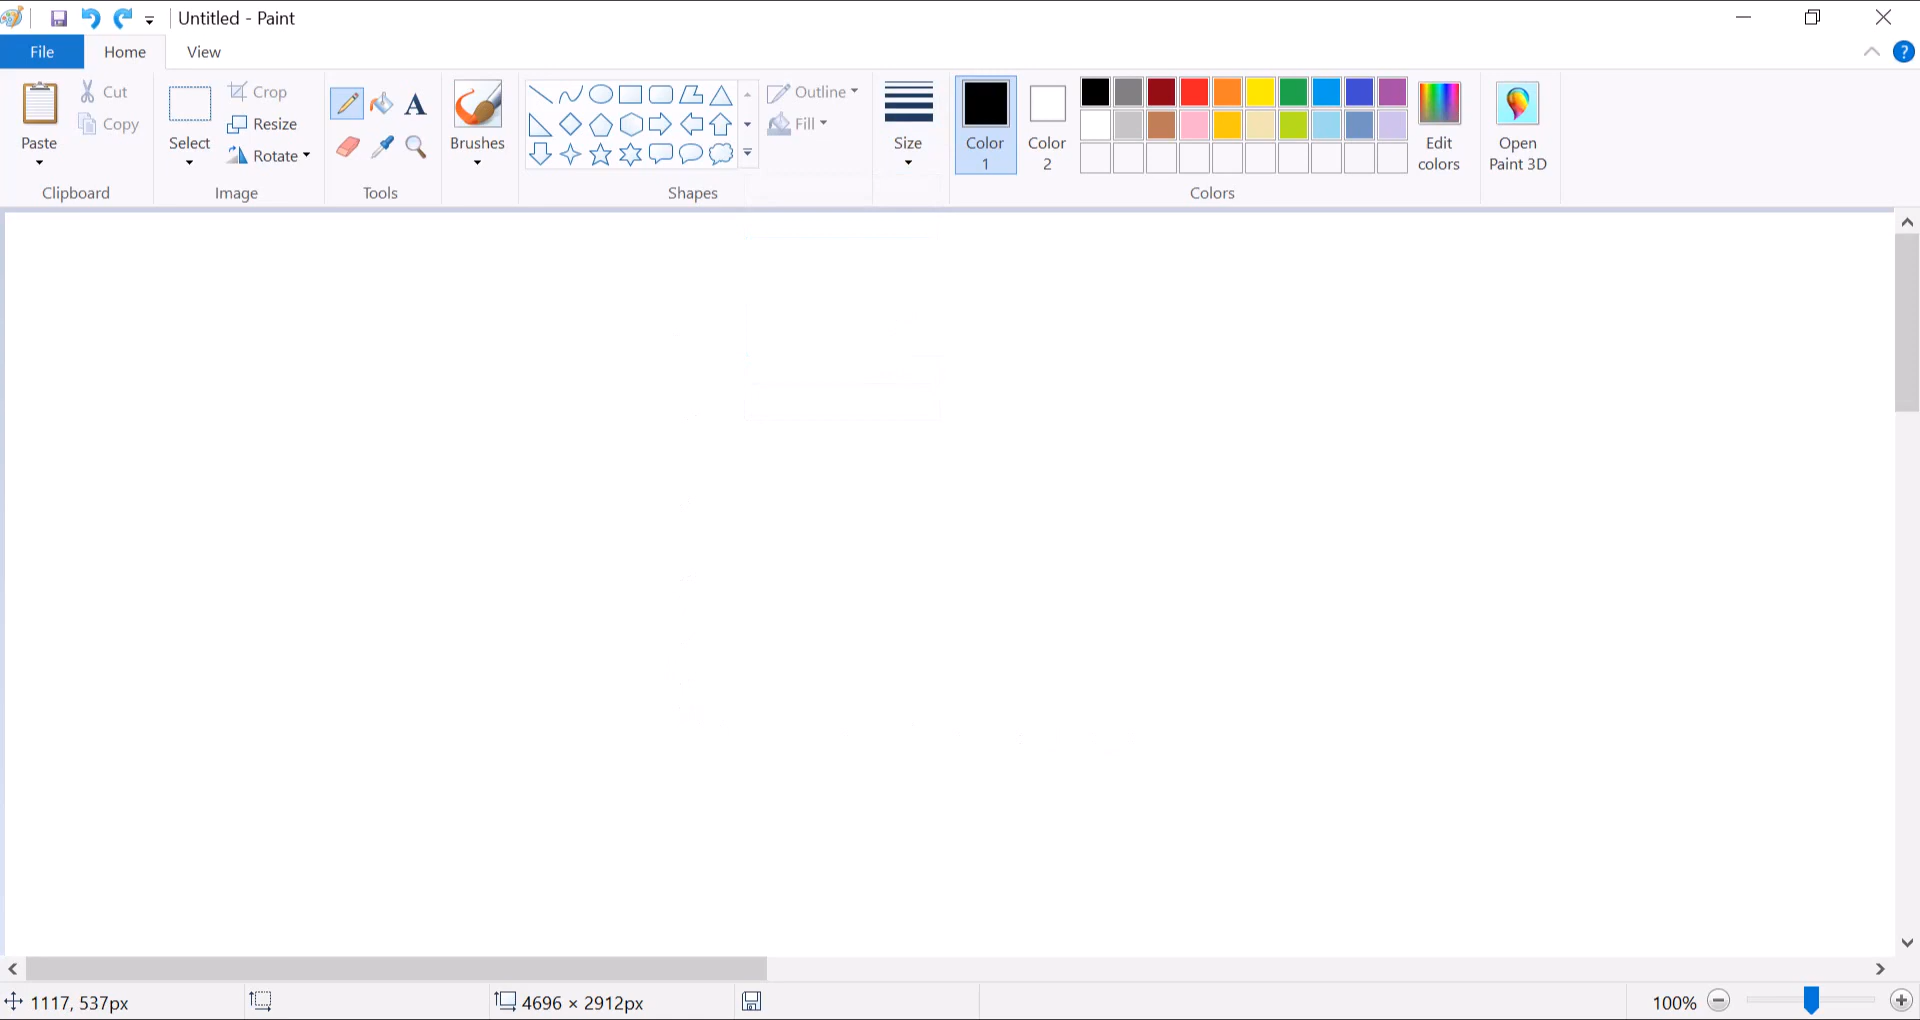 Untitled - Paint
File Home View
Paste
Cut
Copy
Clipboard
Select
Crop
Resize
Rotate
Image
A
Tools
Brushes
Shapes
Outline
Fill
Size
Color
1
Color
2
Colors
Edit
colors
Open
Paint 3D
?
1117, 537px
4696 × 2912px
100%